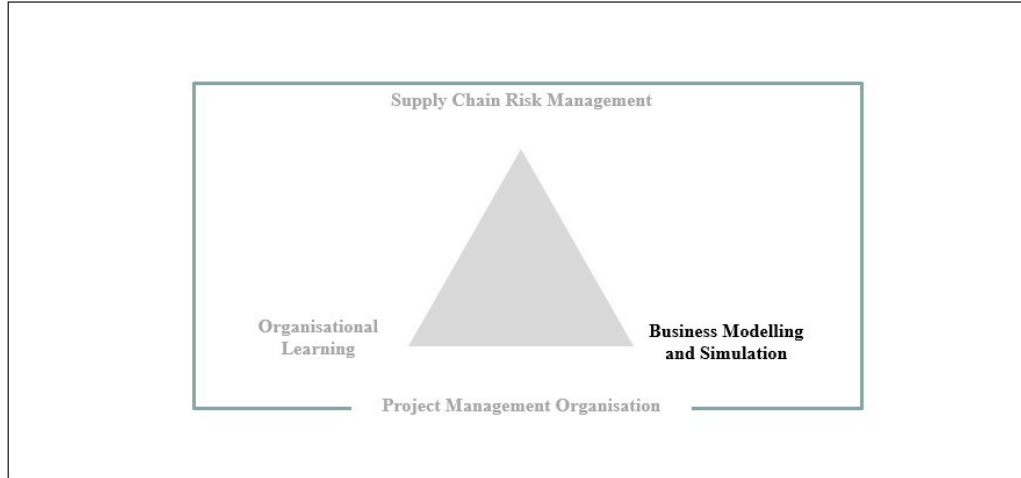 Supply Chain Risk Management
Organisational
Learning
Business Modelling
and Simulation
Project Management Organisation